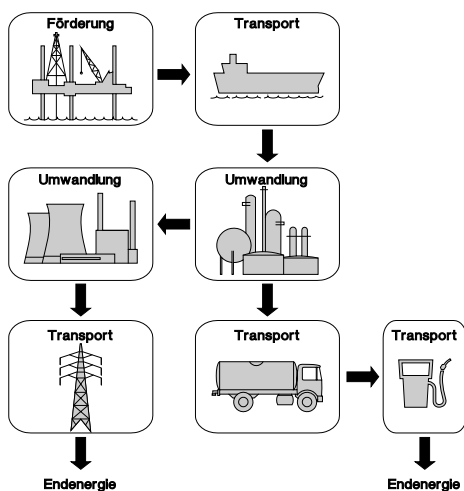 Förderung
Transport
Umwandlung
Umwandlung
Transport
Transport
Transport
Endenergie
Endenergie